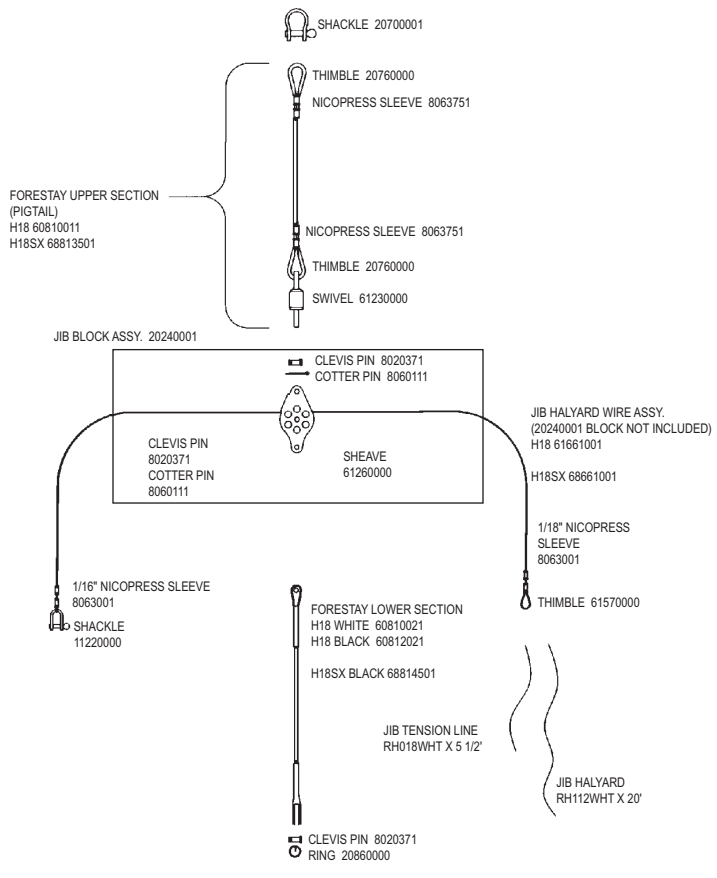 SHACKLE 20700001
THIMBLE 20760000
NICOPRESS SLEEVE 8063751
FORESTAY UPPER SECTION
(PIGTAIL)
H18 60810011
H18SX 68813501
NICOPRESS SLEEVE 8063751
THIMBLE 20760000
SWIVEL 61230000
JIB BLOCK ASSY. 20240001
CLEVIS PIN 8020371
COTTER PIN 8060111
CLEVIS PIN
8020371
COTTER PIN
8060111
SHEAVE
61260000
JIB HALYARD WIRE ASSY.
(20240001 BLOCK NOT INCLUDED)
H18 61661001
H18SX 68661001
1/18" NICOPRESS
SLEEVE
8063001
THIMBLE 61570000
1/16" NICOPRESS SLEEVE
8063001
SHACKLE
11220000
FORESTAY LOWER SECTION
H18 WHITE 60810021
H18 BLACK 60812021
H18SX BLACK 68814501
JIB TENSION LINE
RH018WHT X 5 1/2'
JIB HALYARD
RH112WHT X 20'
CLEVIS PIN 8020371
RING 20860000